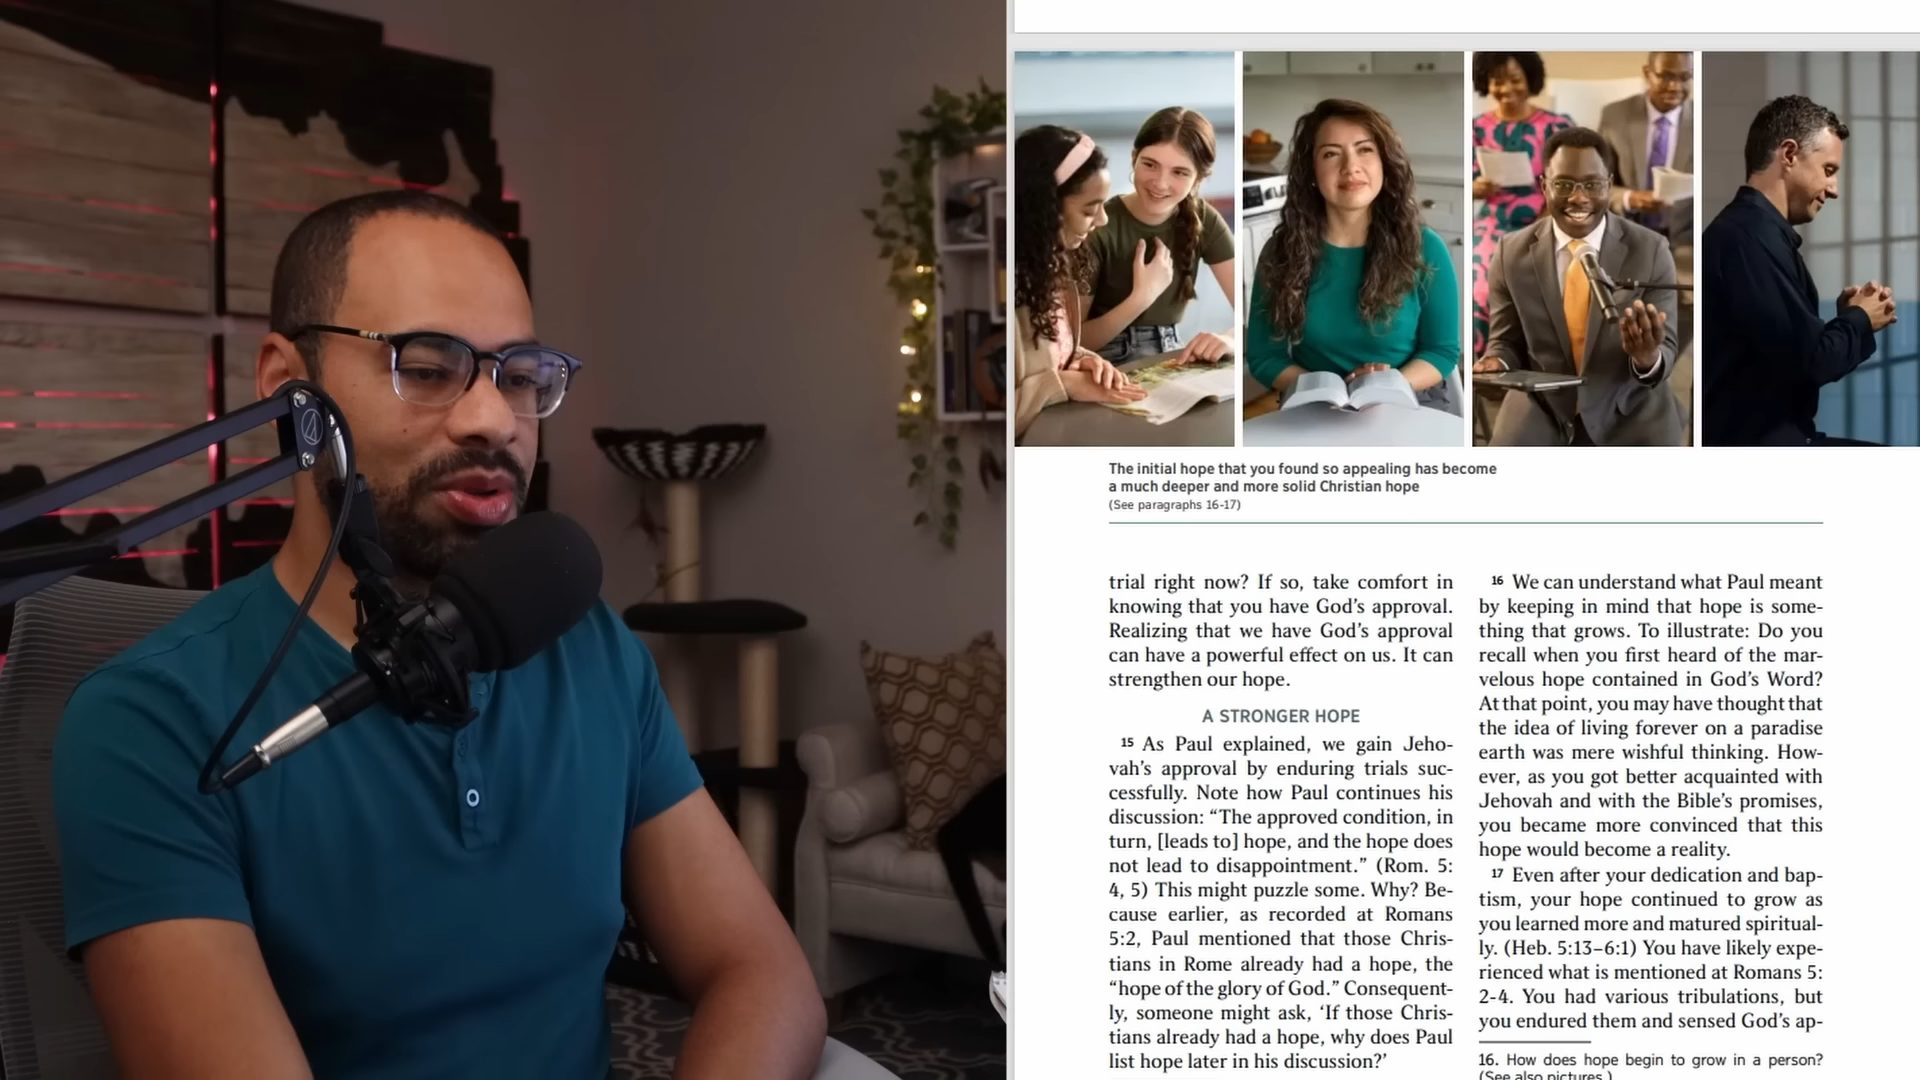 The initial hope that you found so appealing has become
a much deeper and more solid Christian hope
(See paragraphs 16-17)
trial right now? If so, take comfort in
knowing that you have God's approval.
Realizing that we have God's approval
can have a powerful effect on us. It can
strengthen our hope.
A STRONGER HOPE
15 As Paul explained, we gain Jeho-
vah's approval by enduring trials suc-
cessfully. Note how Paul continues his
discussion: “The approved condition, in
turn, [leads to] hope, and the hope does
not lead to disappointment.” (Rom. 5:
4, 5) This might puzzle some. Why? Be-
cause earlier, as recorded at Romans
5:2, Paul mentioned that those Chris-
tians in Rome already had a hope, the
“hope of the glory of God.” Consequent-
ly, someone might ask, ‘If those Chris-
tians already had a hope, why does Paul
list hope later in his discussion?’
16 We can understand what Paul meant
by keeping in mind that hope is some-
thing that grows. To illustrate: Do you
recall when you first heard of the mar-
velous hope contained in God's Word?
At that point, you may have thought that
the idea of living forever on a paradise
earth was mere wishful thinking. How-
ever, as you got better acquainted with
Jehovah and with the Bible's promises,
you became more convinced that this
hope would become a reality.
17 Even after your dedication and bap-
tism, your hope continued to grow as
you learned more and matured spiritual-
ly. (Heb. 5:13–6:1) You have likely expe-
rienced what is mentioned at Romans 5:
2-4. You had various tribulations, but
you endured them and sensed God's ap-
16. How does hope begin to grow in a person?
(See also pictures.)